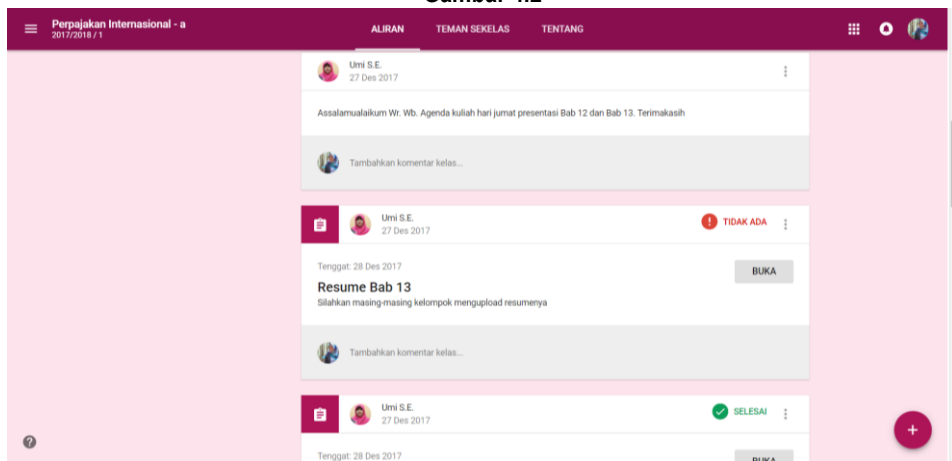 Perpajakan Internasional - a
2017/2018 / 1
ALIRAN
TEMAN SEKELAS
TENTANG
Umi S.E.
27 Des 2017
Assalamualaikum Wr. Wb. Agenda kuliah hari jumat presentasi Bab 12 dan Bab 13. Terimakasih
Tambahkan komentar kelas...
Umi S.E.
27 Des 2017
TIDAK ADA
Tenggat: 28 Des 2017
BUKA
Resume Bab 13
Silahkan masing-masing kelompok mengupload resumenya
Tambahkan komentar kelas...
Umi S.E.
27 Des 2017
SELESAI
Tenggat: 28 Des 2017
BUKA